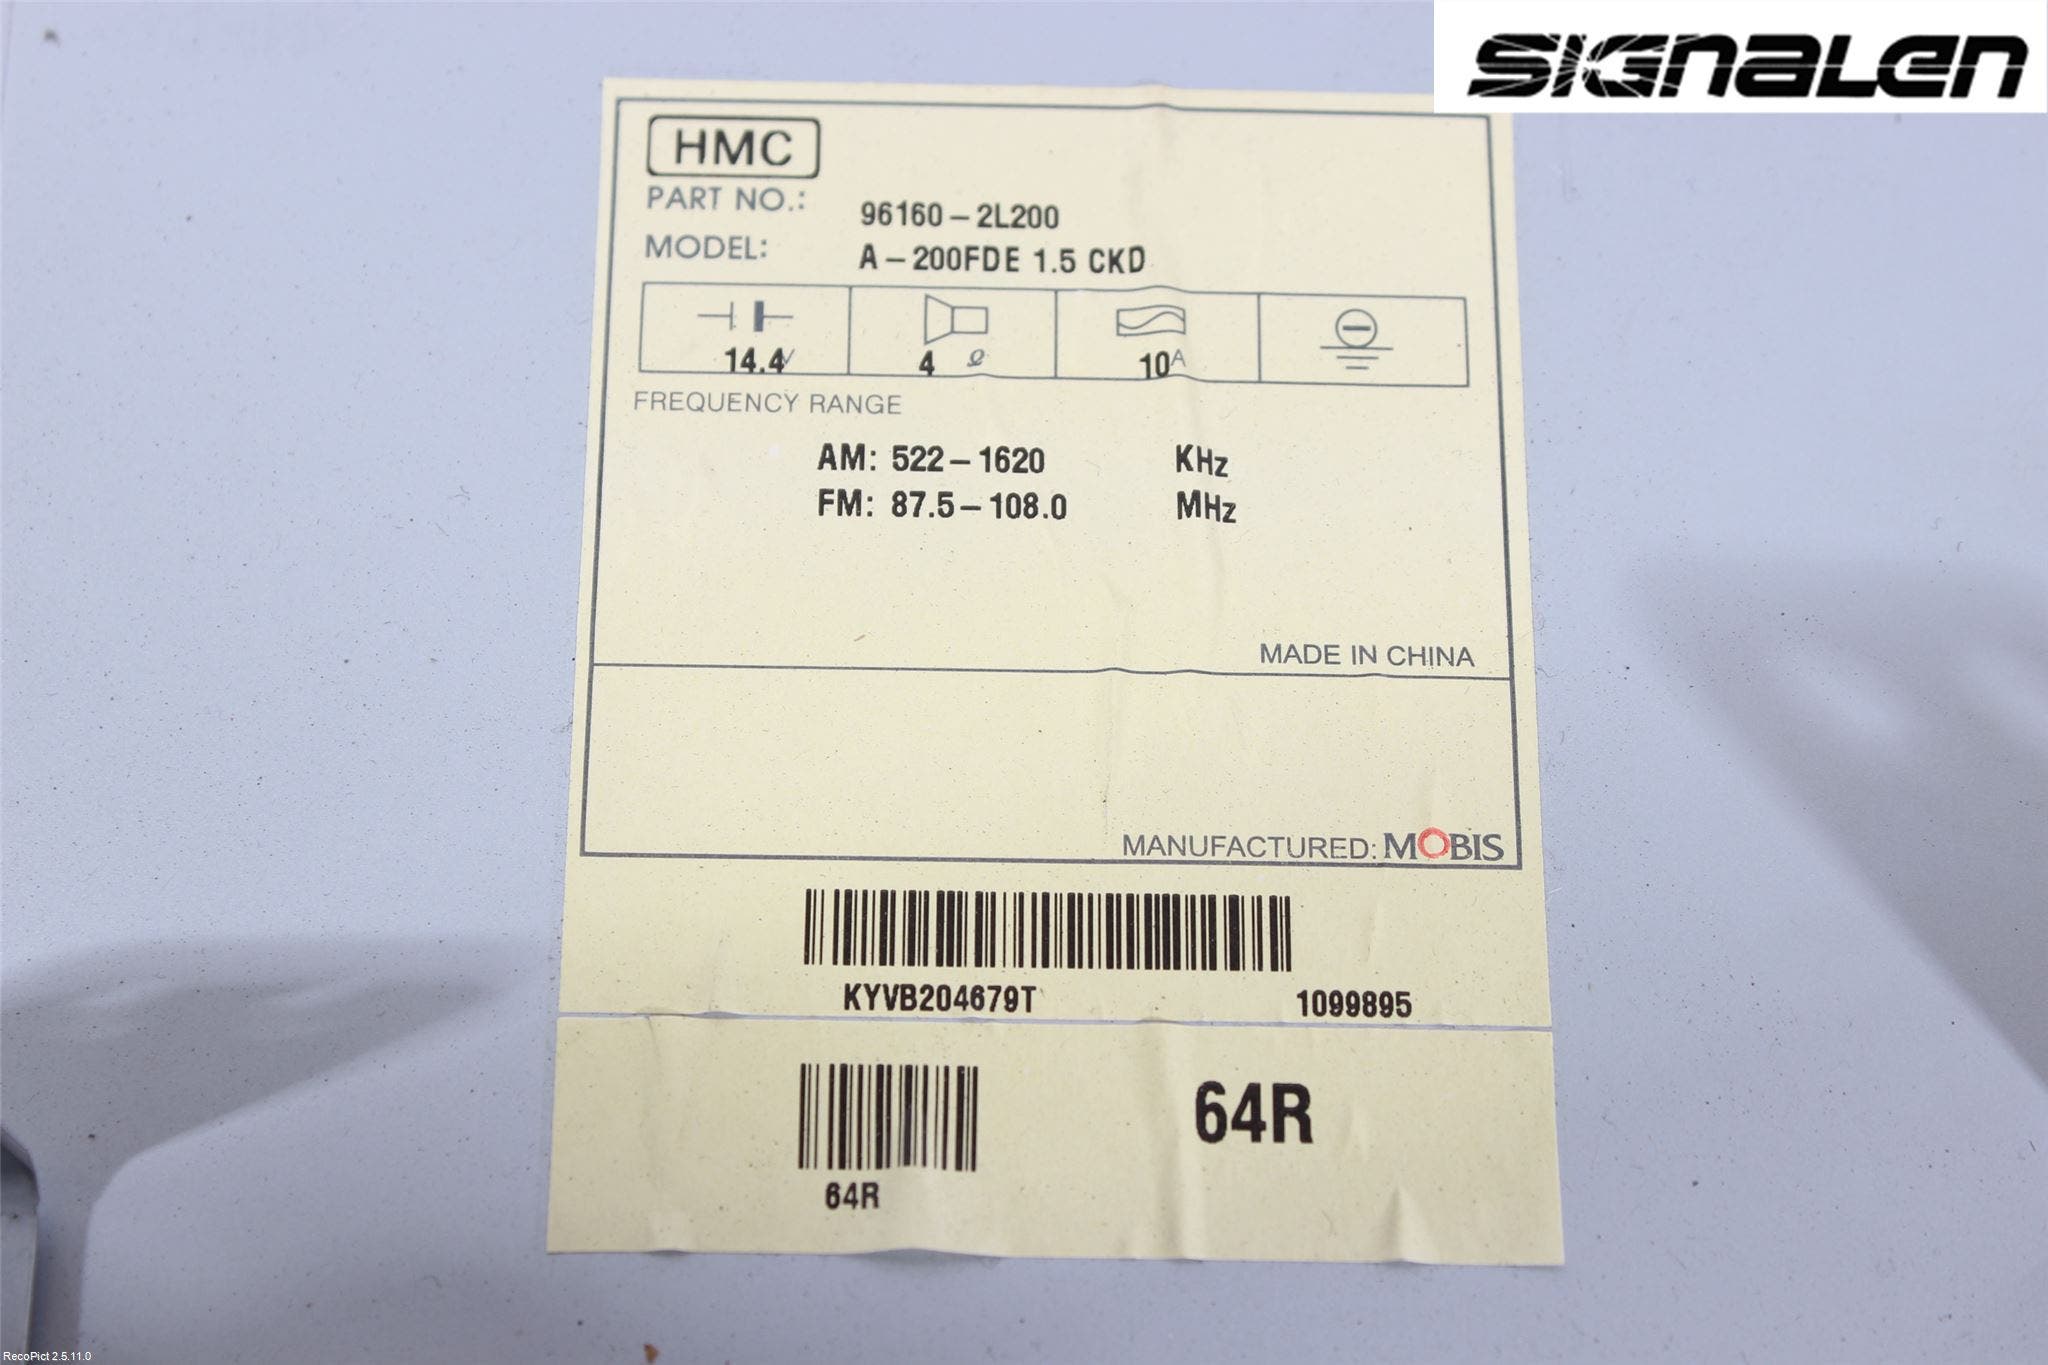 SIGNALEN
HMC
PART NO.: 96160-2L200
MODEL: A-200FDE 1.5 CKD
14.4V 4 Ω 10A
FREQUENCY RANGE
AM: 522-1620 KHz
FM: 87.5-108.0 MHz
MADE IN CHINA
MANUFACTURED: MOBIS
KYVB204679T 1099895
64R
64R
RecoPict 2.5.11.0